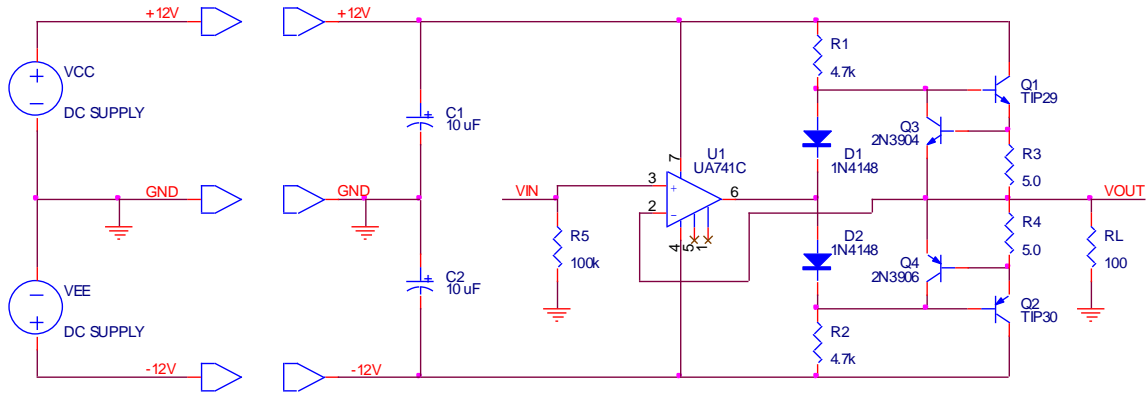 +12V
+12V
VCC
DC SUPPLY
GND
GND
VEE
DC SUPPLY
-12V
-12V
C1
10 uF
C2
10 uF
VIN
R5
100k
U1
UA741C
3
2
7
6
4
5
1
R1
4.7k
D1
1N4148
D2
1N4148
R2
4.7k
Q3
2N3904
Q4
2N3906
Q1
TIP29
R3
5.0
R4
5.0
Q2
TIP30
VOUT
RL
100